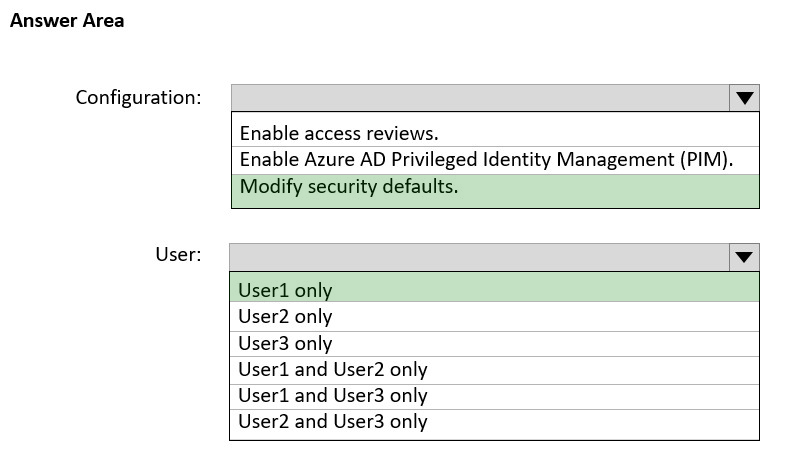 Answer Area
Configuration:
Enable access reviews.
Enable Azure AD Privileged Identity Management (PIM).
Modify security defaults.
User:
User1 only
User2 only
User3 only
User1 and User2 only
User1 and User3 only
User2 and User3 only